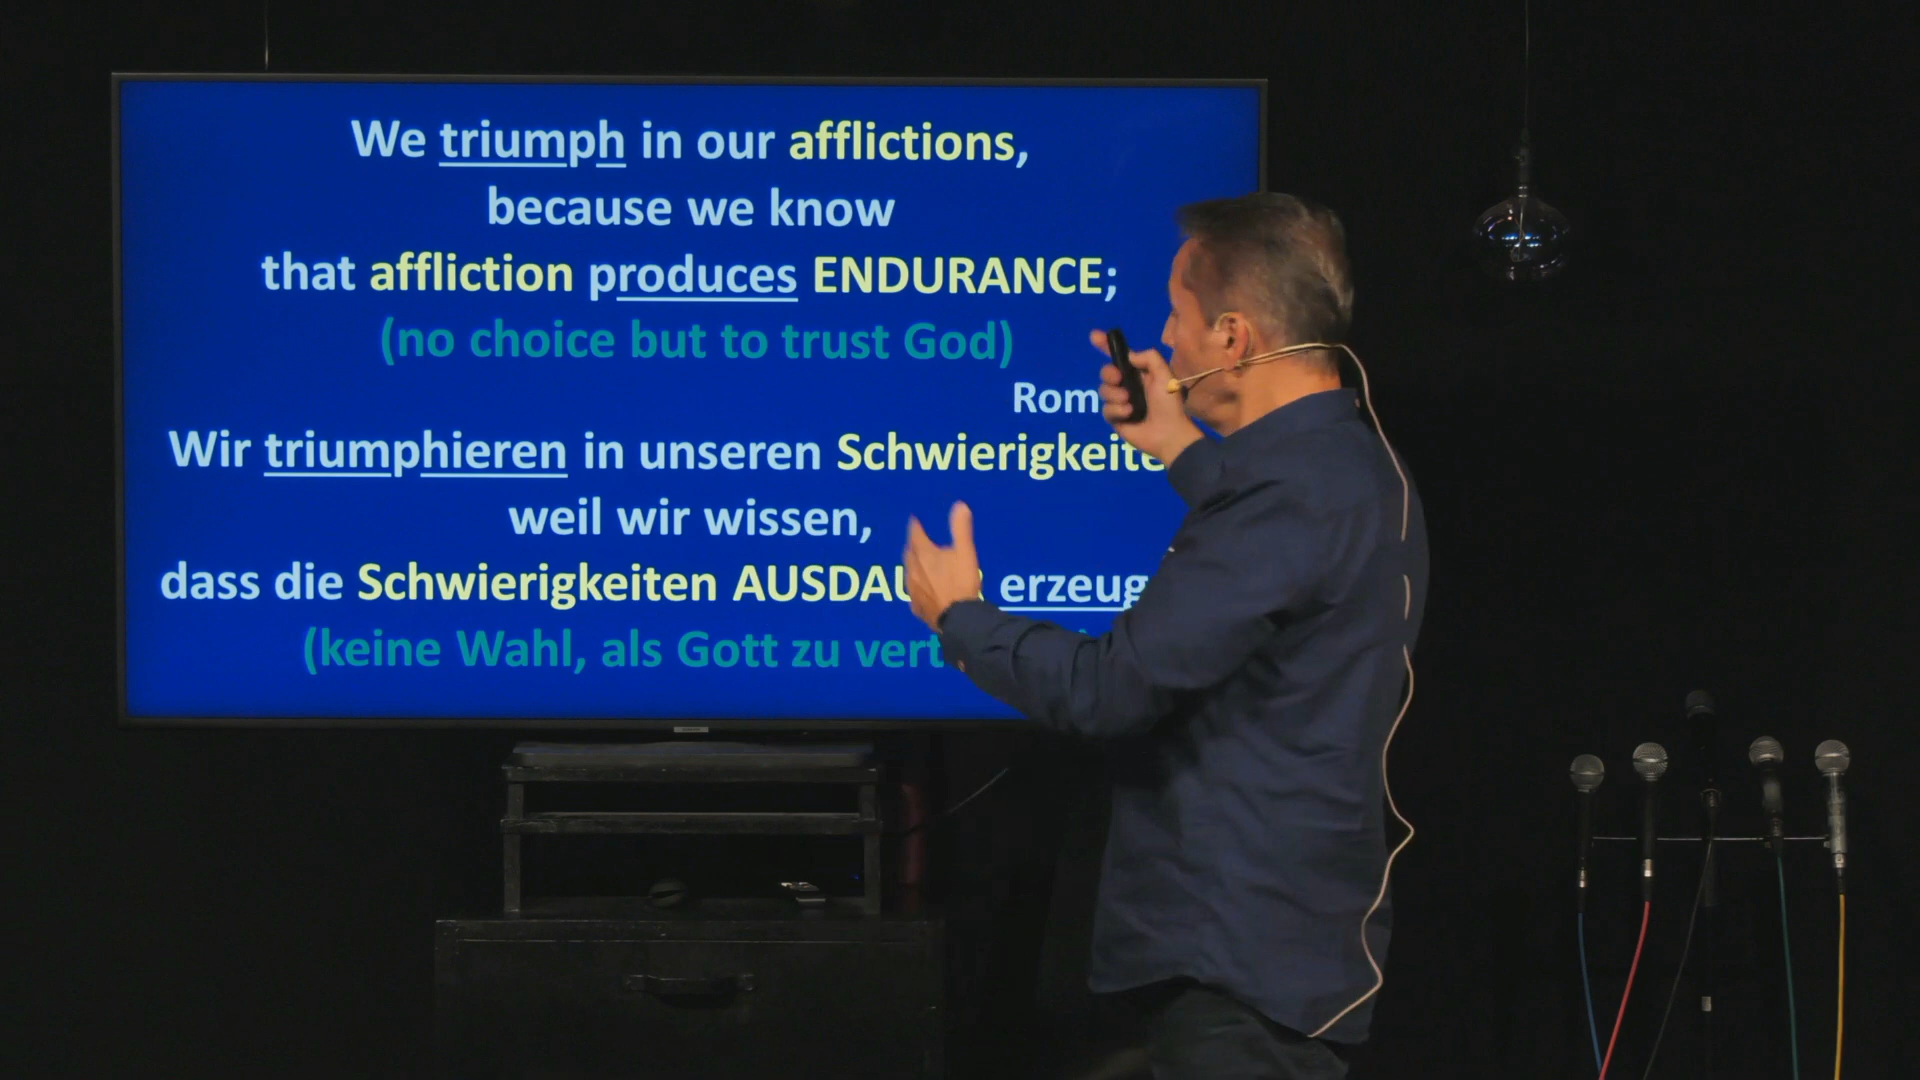 We triumph in our afflictions,
because we know
that affliction produces ENDURANCE;
(no choice but to trust God)
Rom
Wir triumphieren in unseren
weil wir wissen,
dass die Schwierigkeiten
(keine Wahl, als Gott zu